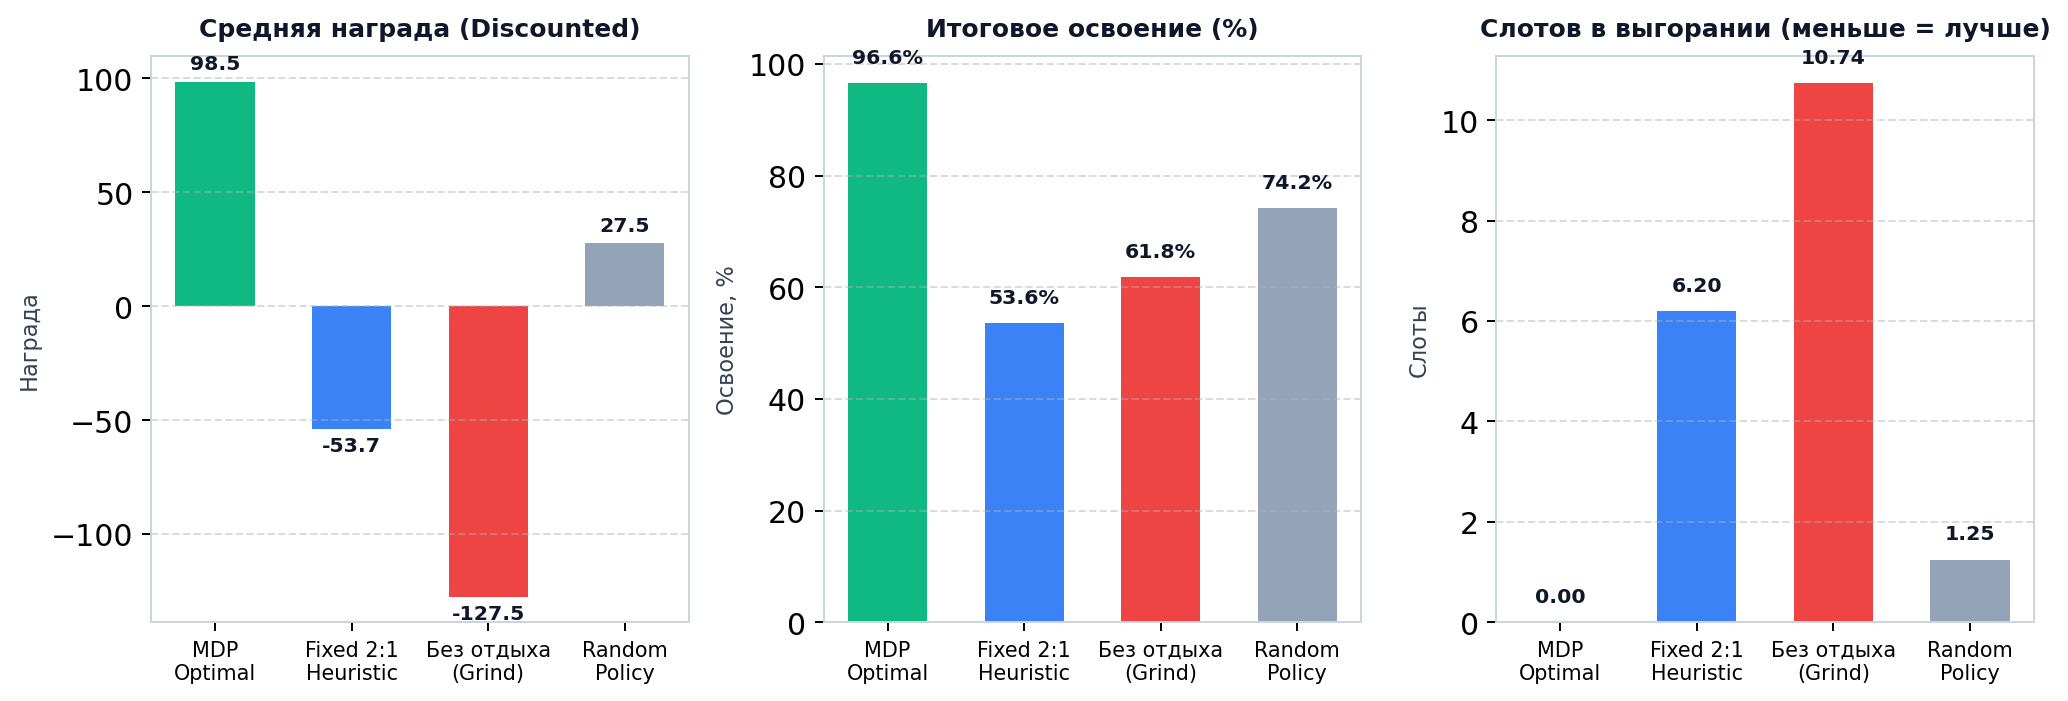 Средняя награда (Discounted)
Награда
100
50
0
−50
−100
98.5
-53.7
-127.5
27.5
MDP
Optimal
Fixed 2:1
Heuristic
Без отдыха
(Grind)
Random
Policy
Итоговое освоение (%)
Освоение, %
100
80
60
40
20
0
96.6%
53.6%
61.8%
74.2%
MDP
Optimal
Fixed 2:1
Heuristic
Без отдыха
(Grind)
Random
Policy
Слотов в выгорании (меньше = лучше)
Слоты
10
8
6
4
2
0
0.00
6.20
10.74
1.25
MDP
Optimal
Fixed 2:1
Heuristic
Без отдыха
(Grind)
Random
Policy